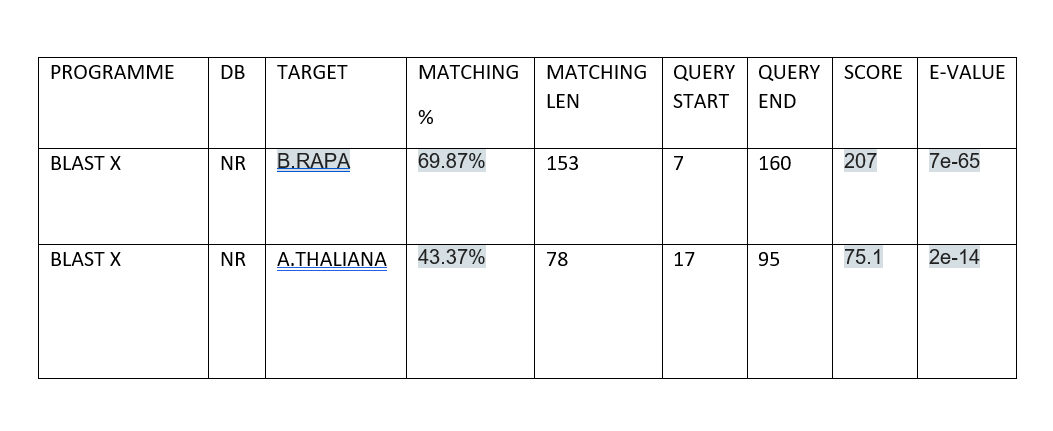 PROGRAMME DB TARGET MATCHING % MATCHING LEN QUERY START QUERY END SCORE E-VALUE
BLAST X NR B.RAPA 69.87% 153 7 160 207 7e-65
BLAST X NR A.THALIANA 43.37% 78 17 95 75.1 2e-14